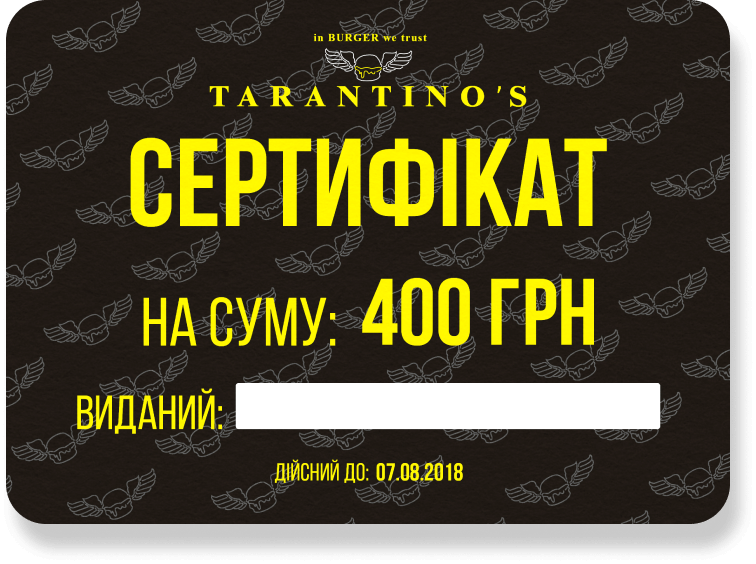 in BURGER we trust
TARANTINO'S
СЕРТИФІКАТ
НА СУМУ: 400 ГРН
ВИДАНИЙ:
ДІЙСНИЙ ДО: 07.08.2018